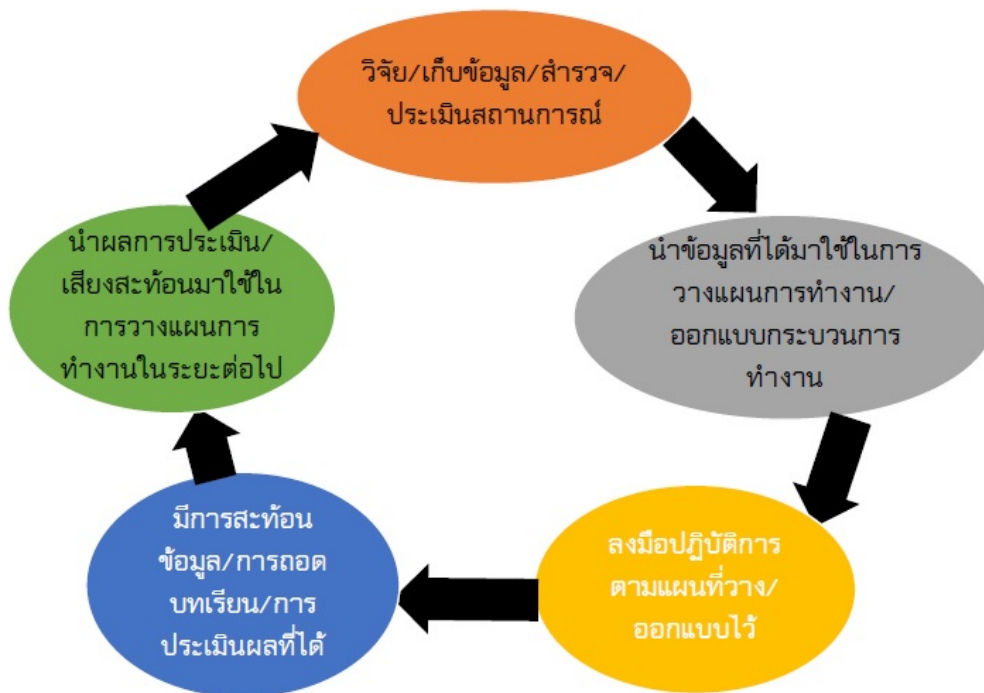 วิจัย/เก็บข้อมูล/สำรวจ/
ประเมินสถานการณ์
นำข้อมูลที่ได้มาใช้ในการ
วางแผนการทำงาน/
ออกแบบกระบวนการ
ทำงาน
ลงมือปฏิบัติการ
ตามแผนที่วาง/
ออกแบบไว้
มีการสะท้อน
ข้อมูล/การถอด
บทเรียน/การ
ประเมินผลที่ได้
นำผลการประเมิน/
เสียงสะท้อนมาใช้ใน
การวางแผนการ
ทำงานในระยะต่อไป